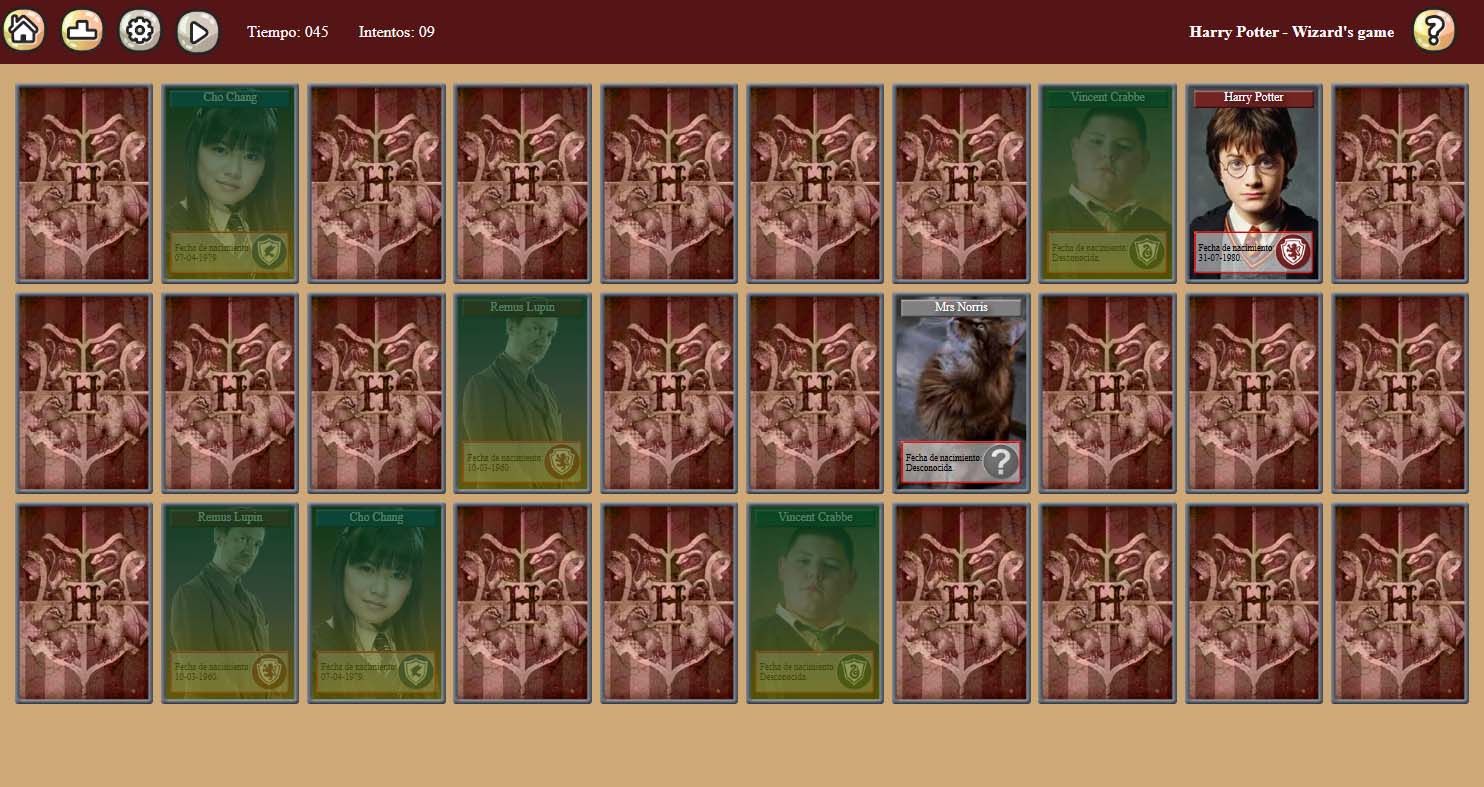 Tiempo: 045 Intentos: 09 Harry Potter - Wizard's game
Cho Chang
Fecha de nacimiento:
07-04-1979.
Vincent Crabbe
Fecha de nacimiento:
Desconocida.
Harry Potter
Fecha de nacimiento:
31-07-1980.
Remus Lupin
Fecha de nacimiento:
10-03-1960.
Mrs Norris
Fecha de nacimiento:
Desconocida.
Remus Lupin
Fecha de nacimiento:
10-03-1960.
Cho Chang
Fecha de nacimiento:
07-04-1979.
Vincent Crabbe
Fecha de nacimiento:
Desconocida.